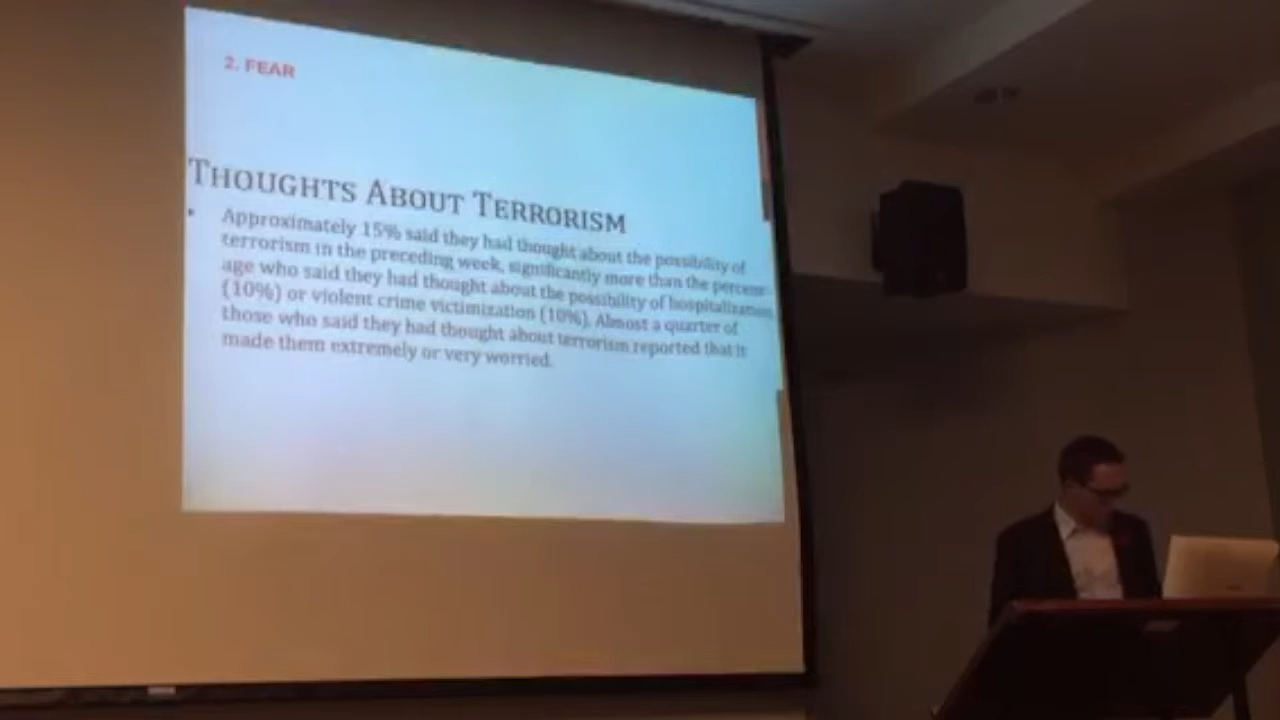 2. FEAR
THOUGHTS ABOUT TERRORISM
• Approximately 15% said they had thought about the possibility of
terrorism in the preceding week, significantly more than the percent-
age who said they had thought about the possibility of hospitalization
(10%) or violent crime victimization (10%). Almost a quarter of
those who said they had thought about terrorism reported that it
made them extremely or very worried.